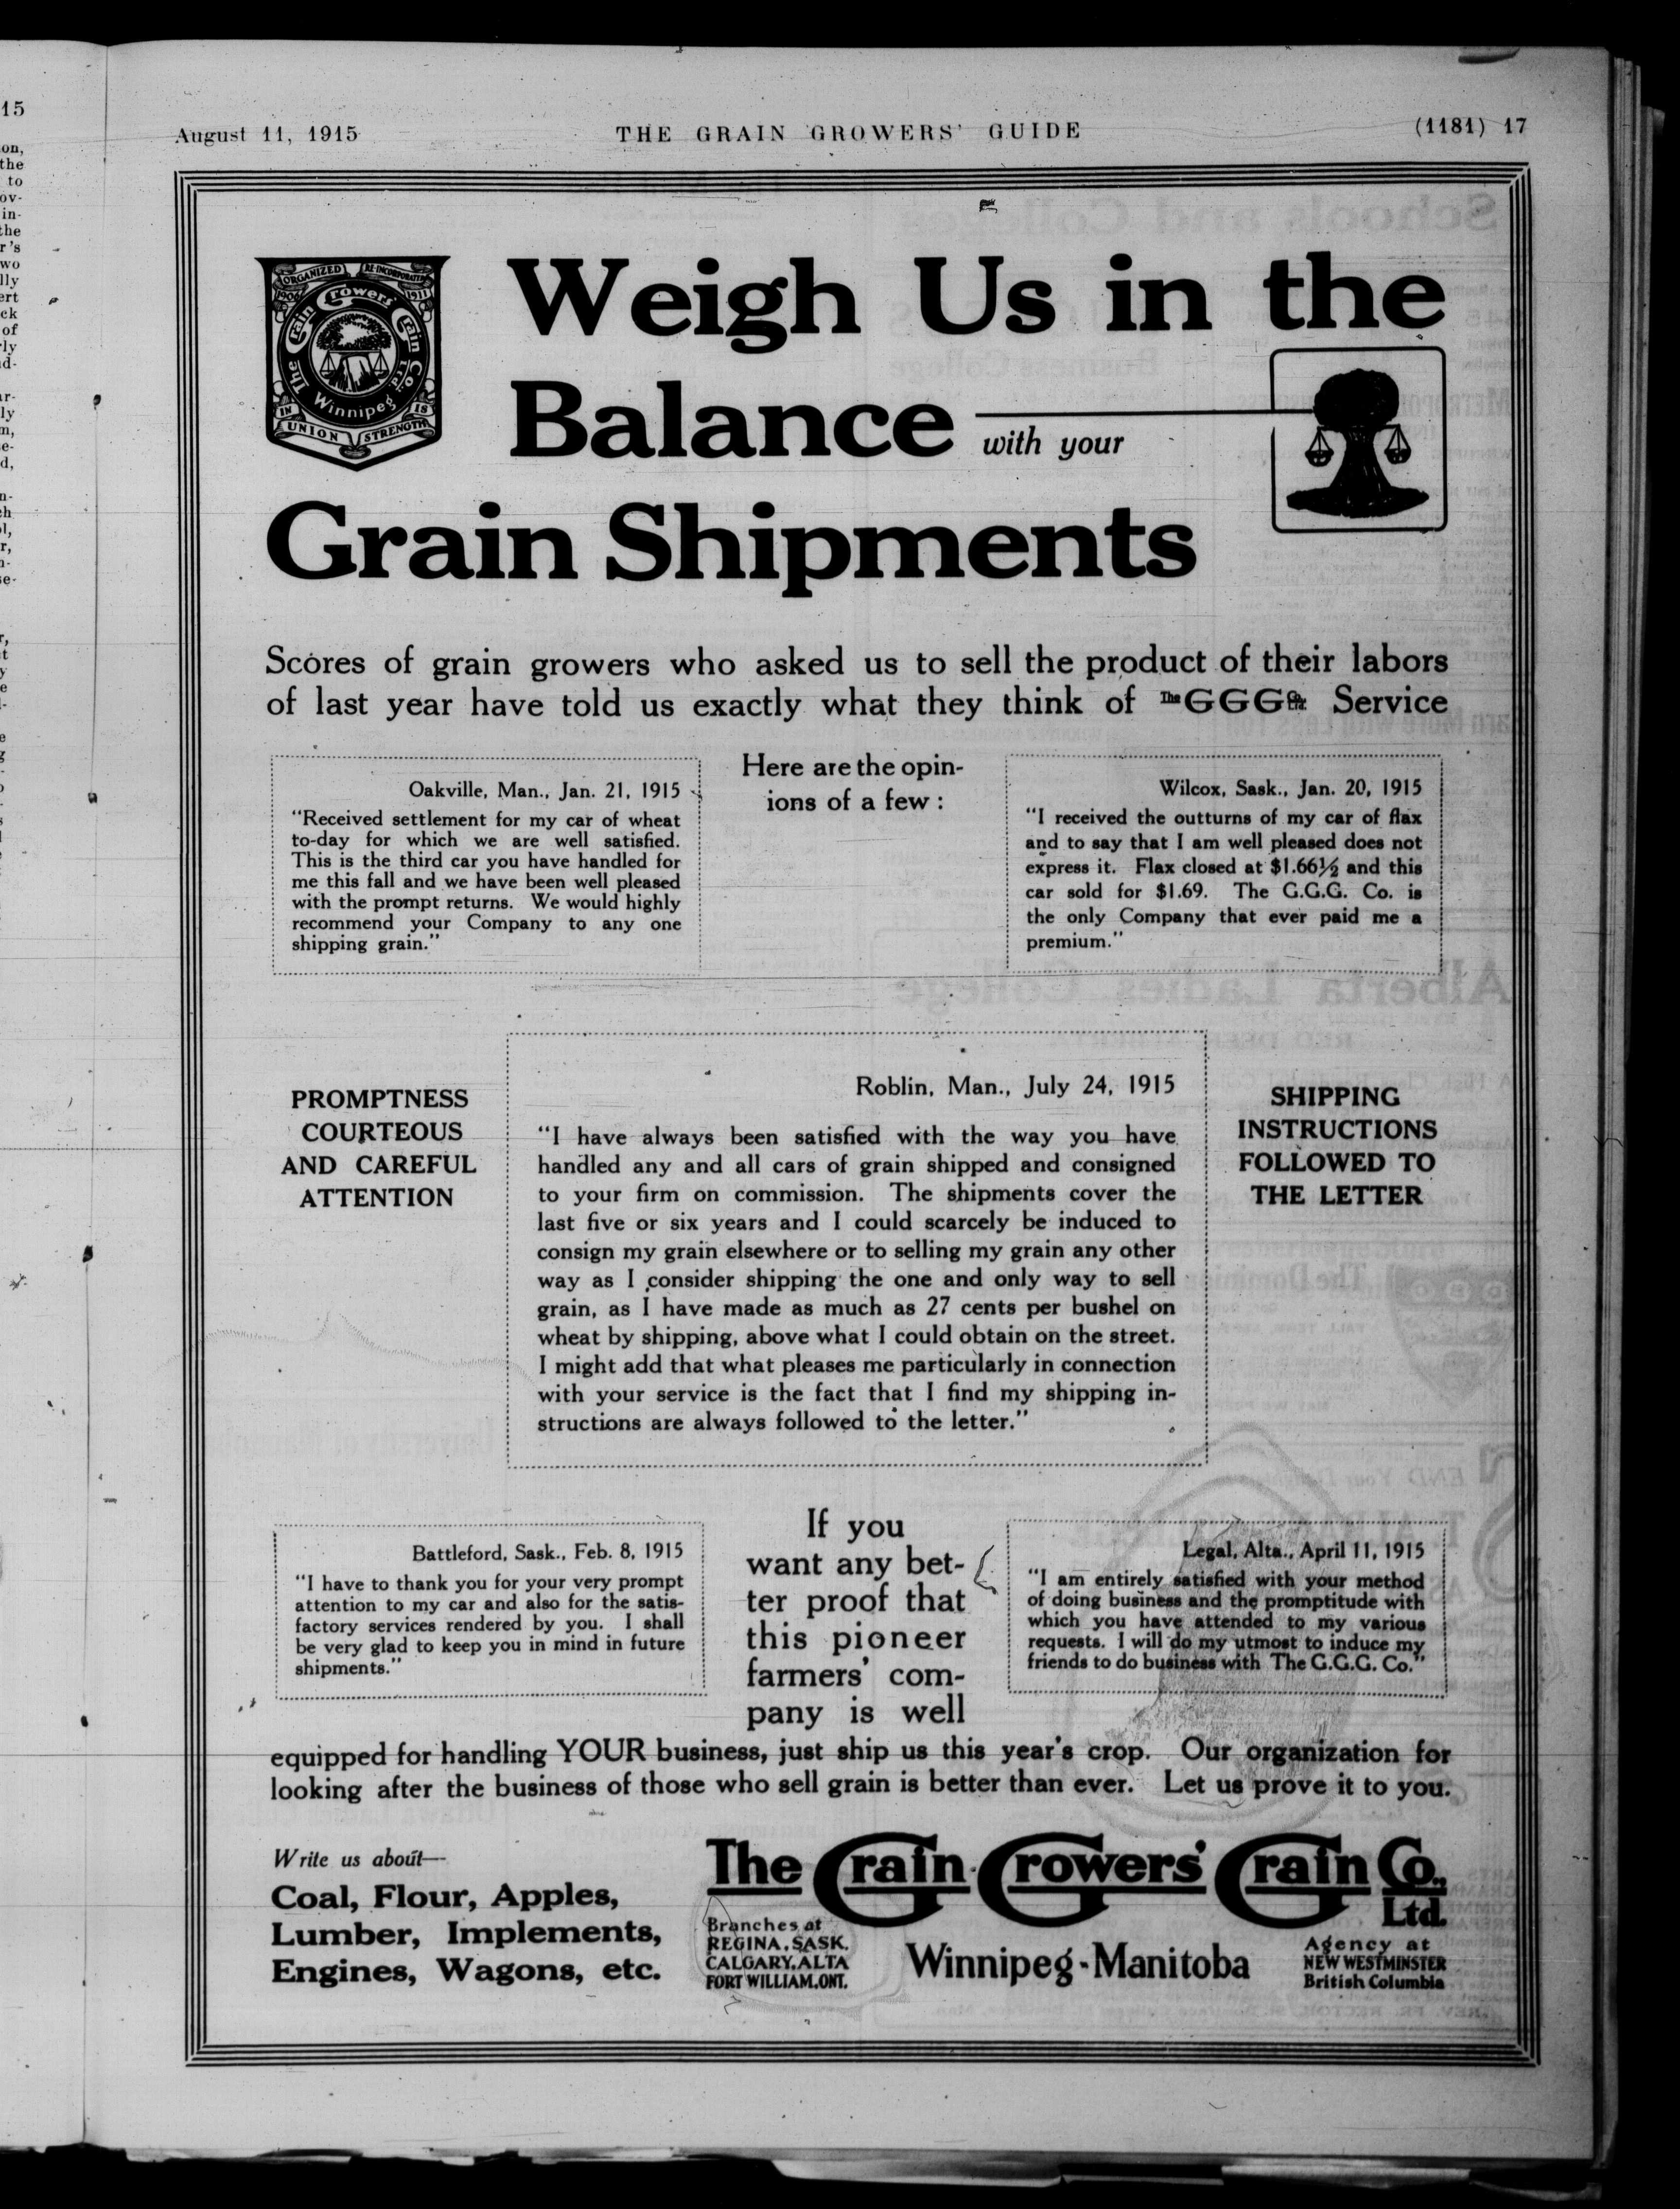 August 11, 1915
THE GRAIN GROWERS' GUIDE
(1181) 17
ORGANIZED 1906
RE-INCORPORATED 1911
The Grain Growers' Grain Co. Ltd.
Winnipeg
IN UNION IS STRENGTH
Weigh Us in the
Balance with your
Grain Shipments
Scores of grain growers who asked us to sell the product of their labors
of last year have told us exactly what they think of The GGG Co. Ltd. Service
Here are the opin-
ions of a few :
Oakville, Man., Jan. 21, 1915
"Received settlement for my car of wheat
to-day for which we are well satisfied.
This is the third car you have handled for
me this fall and we have been well pleased
with the prompt returns. We would highly
recommend your Company to any one
shipping grain."
Wilcox, Sask., Jan. 20, 1915
"I received the outturns of my car of flax
and to say that I am well pleased does not
express it. Flax closed at $1.66½ and this
car sold for $1.69. The G.G.G. Co. is
the only Company that ever paid me a
premium."
PROMPTNESS
COURTEOUS
AND CAREFUL
ATTENTION
Roblin, Man., July 24, 1915
"I have always been satisfied with the way you have
handled any and all cars of grain shipped and consigned
to your firm on commission. The shipments cover the
last five or six years and I could scarcely be induced to
consign my grain elsewhere or to selling my grain any other
way as I consider shipping the one and only way to sell
grain, as I have made as much as 27 cents per bushel on
wheat by shipping, above what I could obtain on the street.
I might add that what pleases me particularly in connection
with your service is the fact that I find my shipping in-
structions are always followed to the letter."
SHIPPING
INSTRUCTIONS
FOLLOWED TO
THE LETTER
Battleford, Sask., Feb. 8, 1915
"I have to thank you for your very prompt
attention to my car and also for the satis-
factory services rendered by you. I shall
be very glad to keep you in mind in future
shipments."
Legal, Alta., April 11, 1915
"I am entirely satisfied with your method
of doing business and the promptitude with
which you have attended to my various
requests. I will do my utmost to induce my
friends to do business with The G.G.G. Co."
If you
want any bet-
ter proof that
this pioneer
farmers' com-
pany is well
equipped for handling YOUR business, just ship us this year's crop. Our organization for
looking after the business of those who sell grain is better than ever. Let us prove it to you.
Write us about—
Coal, Flour, Apples,
Lumber, Implements,
Engines, Wagons, etc.
The Grain Growers' Grain Co.,
Ltd.
Branches at
REGINA, SASK.
CALGARY, ALTA
FORT WILLIAM, ONT.
Winnipeg-Manitoba
Agency at
NEW WESTMINSTER
British Columbia